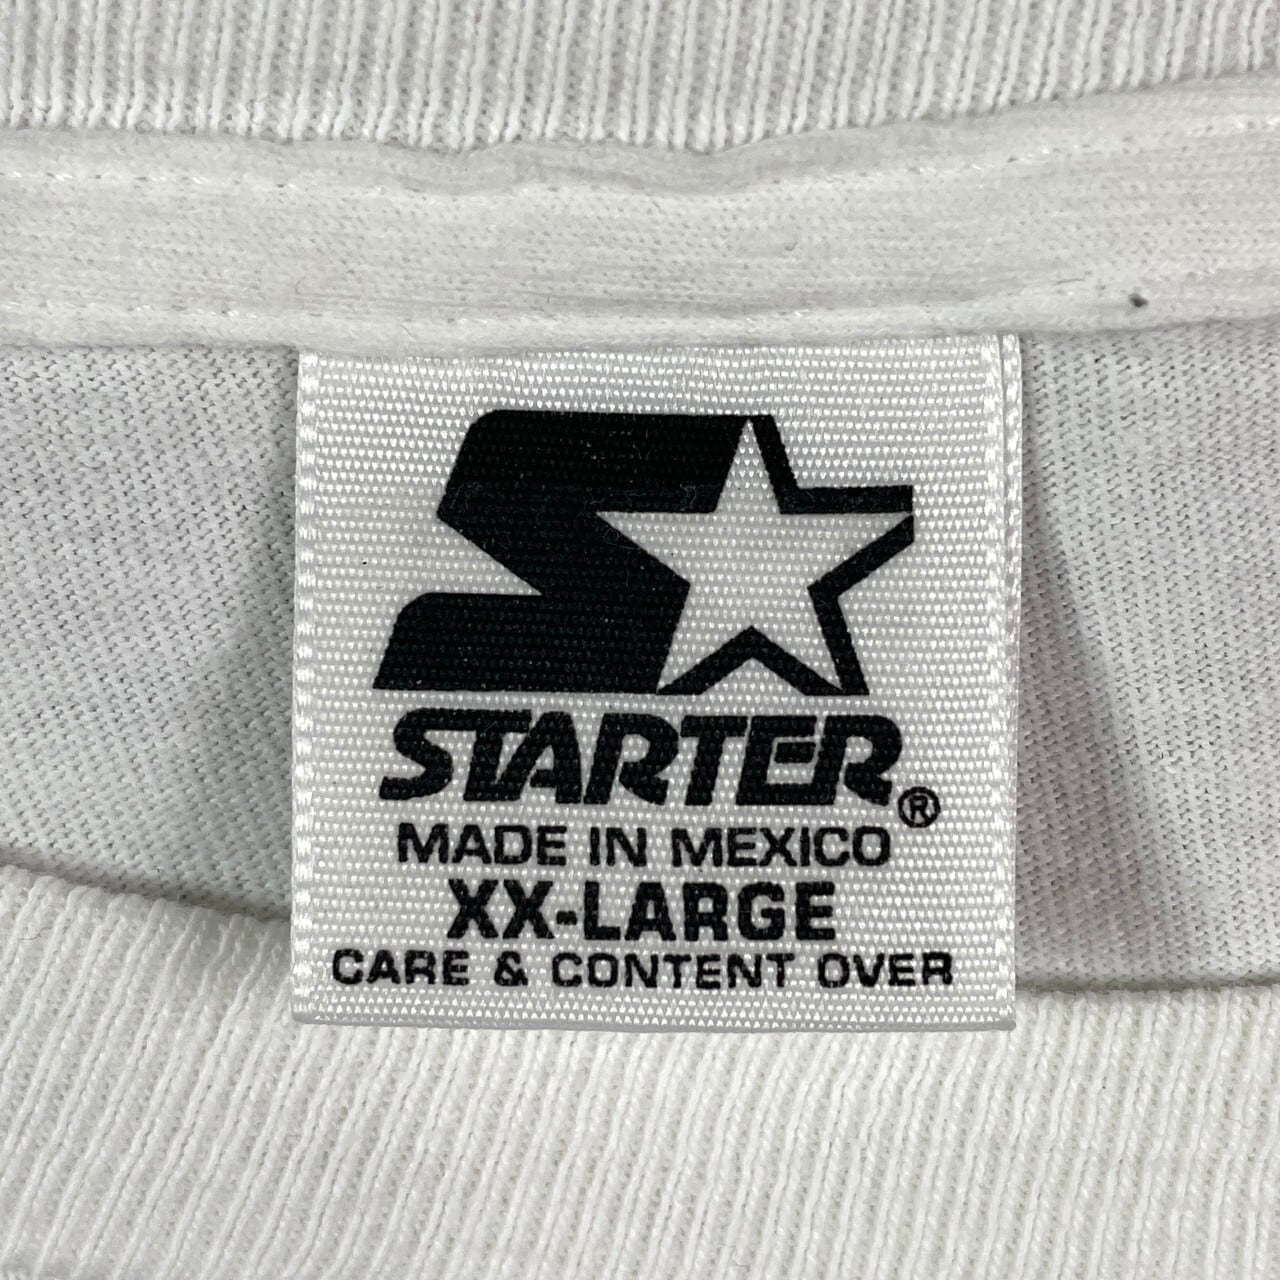 STARTER®
MADE IN MEXICO
XX-LARGE
CARE & CONTENT OVER